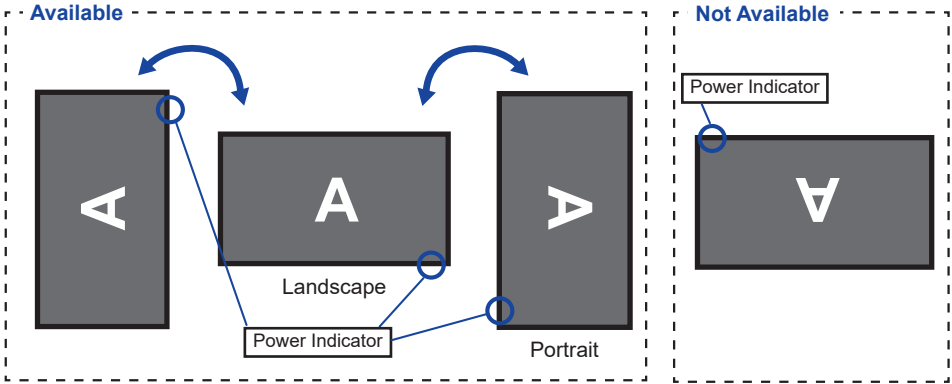 Available
Not Available
Power Indicator
A
A
A
A
Landscape
Power Indicator
Portrait